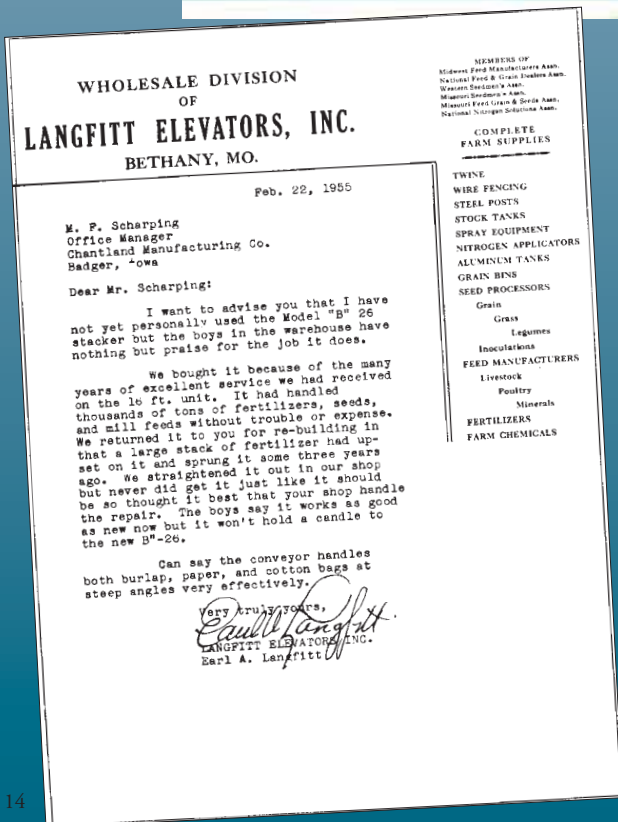 WHOLESALE DIVISION
OF
LANGFITT ELEVATORS, INC.
BETHANY, MO.
MEMBERS OF
Midwest Feed Manufacturers Assn.
National Feed & Grain Dealers Assn.
Western Seedmen's Assn.
Missouri Seedmen's Assn.
Missouri Feed Grain & Seeds Assn.
National Nitrogen Solutions Assn.
COMPLETE
FARM SUPPLIES
TWINE
WIRE FENCING
STEEL POSTS
STOCK TANKS
SPRAY EQUIPMENT
NITROGEN APPLICATORS
ALUMINUM TANKS
GRAIN BINS
SEED PROCESSORS
Grain
Grass
Legumes
Inoculations
FEED MANUFACTURERS
Livestock
Poultry
Minerals
FERTILIZERS
FARM CHEMICALS
Feb. 22, 1955
M. F. Scharping
Office Manager
Chantland Manufacturing Co.
Badger, Iowa
Dear Mr. Scharping:
I want to advise you that I have
not yet personally used the Model "B" 26
stacker but the boys in the warehouse have
nothing but praise for the job it does.
We bought it because of the many
years of excellent service we had received
on the 16 ft. unit. It had handled
thousands of tons of fertilizers, seeds,
and mill feeds without trouble or expense.
We returned it to you for re-building in
that a large stack of fertilizer had up-
set on it and sprung it some three years
ago. We straightened it out in our shop
but never did get it just like it should
be so thought it best that your shop handle
the repair. The boys say it works as good
as new now but it won't hold a candle to
the new B"-26.
Can say the conveyor handles
both burlap, paper, and cotton bags at
steep angles very effectively.
Very truly yours,
Earl A Langfitt
LANGFITT ELEVATORS, INC.
Earl A. Langfitt
14